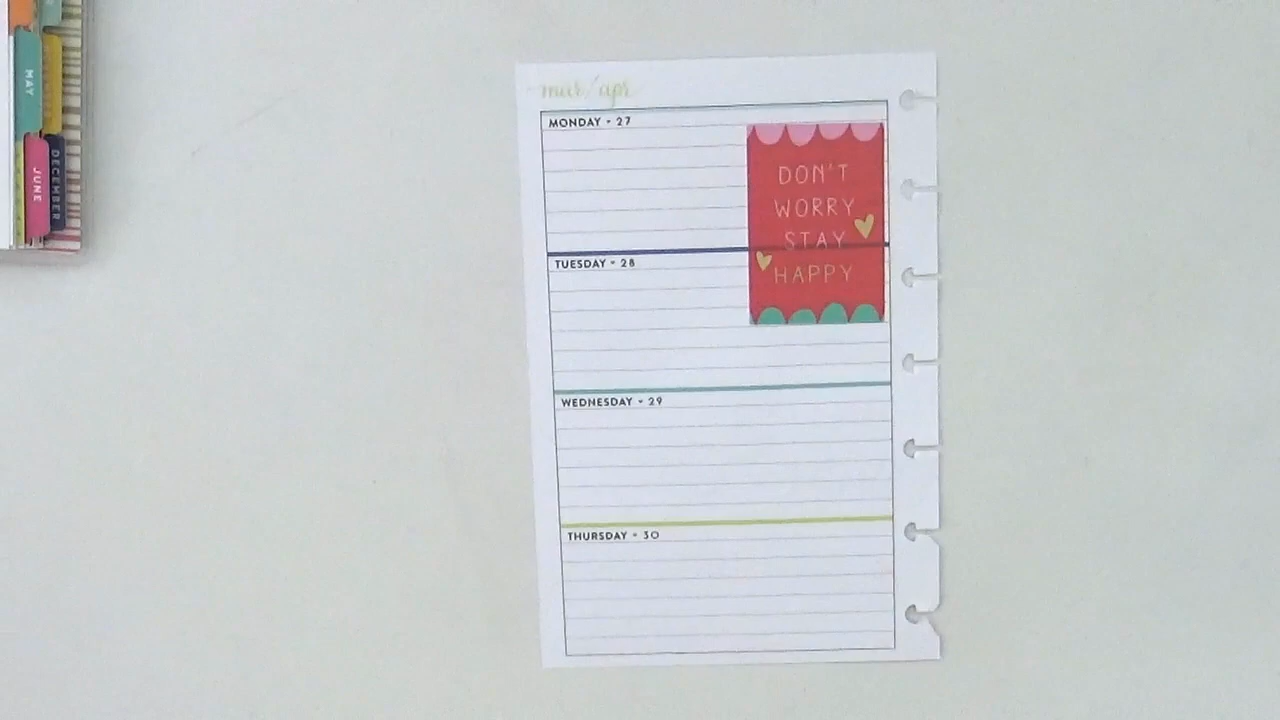 MAY
JUNE
DECEMBER
mar/apr
MONDAY - 27
DON'T
WORRY
STAY
HAPPY
TUESDAY - 28
WEDNESDAY - 29
THURSDAY - 30